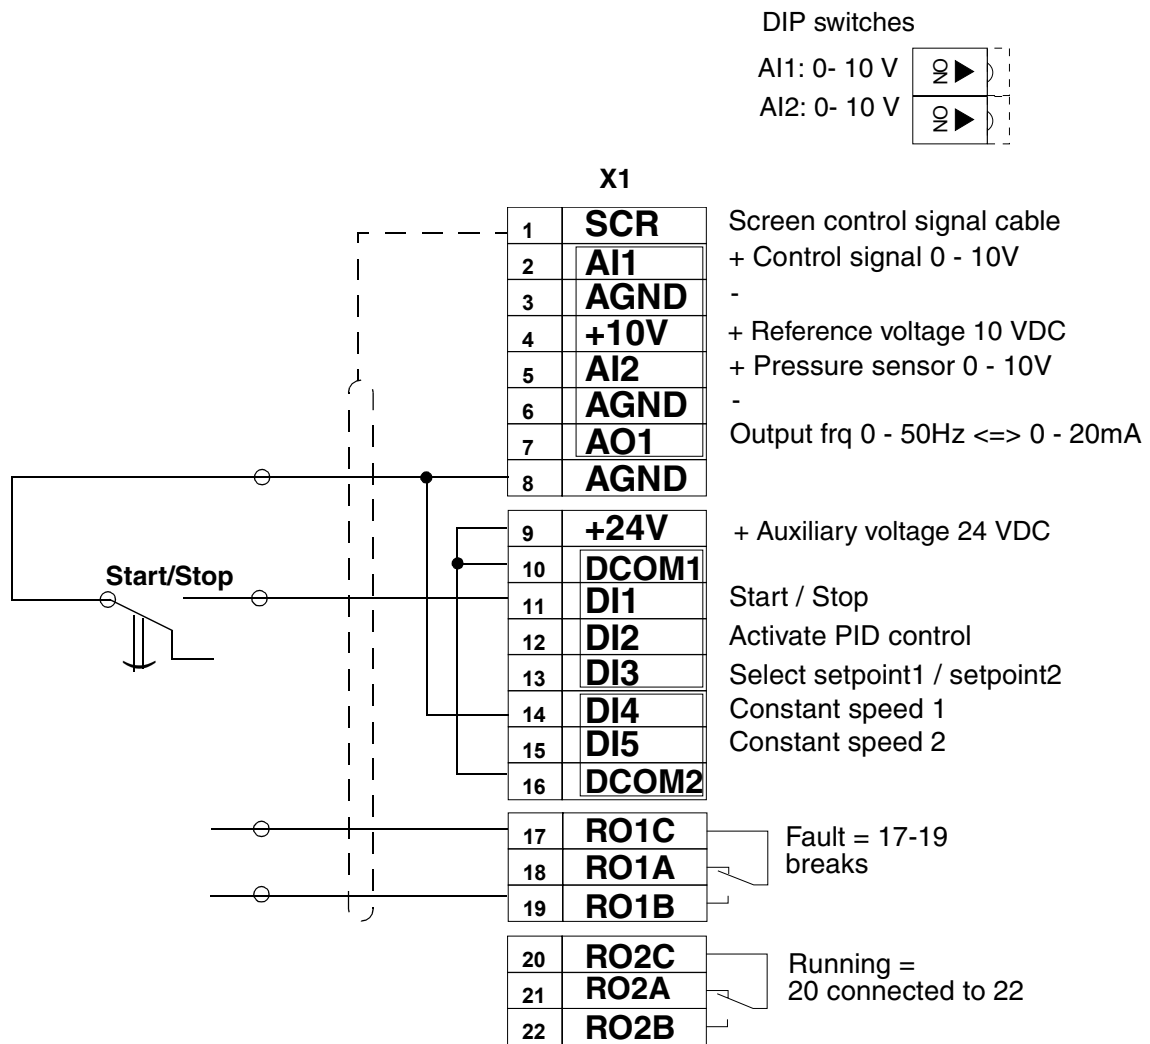 DIP switches
AI1: 0- 10 V
ON
AI2: 0- 10 V
ON
X1
1 SCR Screen control signal cable
2 AI1 + Control signal 0 - 10V
3 AGND -
4 +10V + Reference voltage 10 VDC
5 AI2 + Pressure sensor 0 - 10V
6 AGND -
7 AO1 Output frq 0 - 50Hz <=> 0 - 20mA
8 AGND
9 +24V + Auxiliary voltage 24 VDC
10 DCOM1
Start/Stop
11 DI1 Start / Stop
12 DI2 Activate PID control
13 DI3 Select setpoint1 / setpoint2
14 DI4 Constant speed 1
15 DI5 Constant speed 2
16 DCOM2
17 RO1C Fault = 17-19
18 RO1A breaks
19 RO1B
20 RO2C Running =
21 RO2A 20 connected to 22
22 RO2B